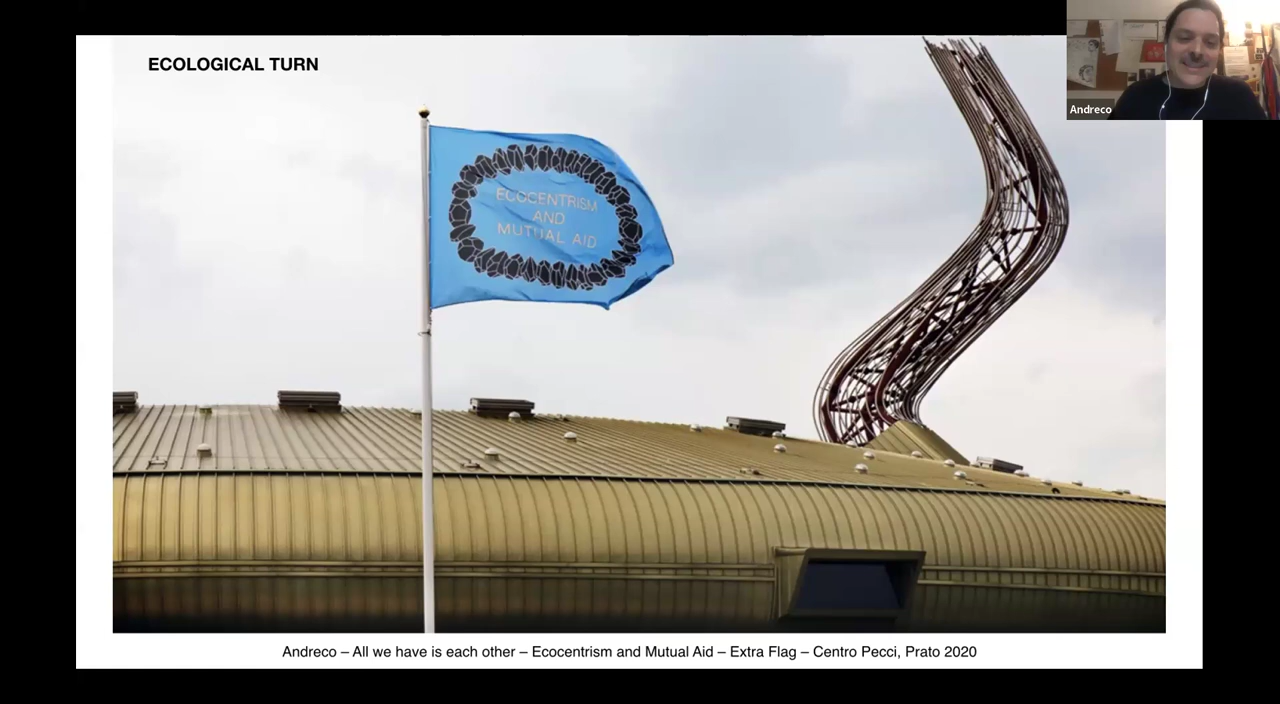 ECOLOGICAL TURN
Andreco
ECOCENTRISM
AND
MUTUAL AID
Andreco – All we have is each other – Ecocentrism and Mutual Aid – Extra Flag – Centro Pecci, Prato 2020